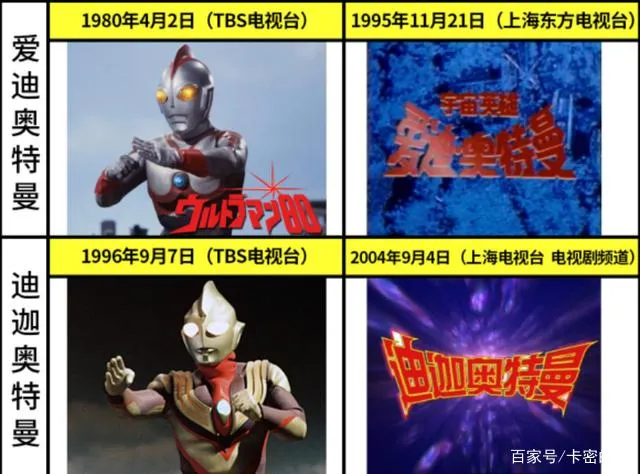 爱迪奥特曼
1980年4月2日（TBS电视台）
1995年11月21日（上海东方电视台）
ウルトラマン80
宇宙英雄
爱迪奥特曼
迪迦奥特曼
1996年9月7日（TBS电视台）
2004年9月4日（上海电视台 电视剧频道）
迪迦奥特曼
百家号/卡密